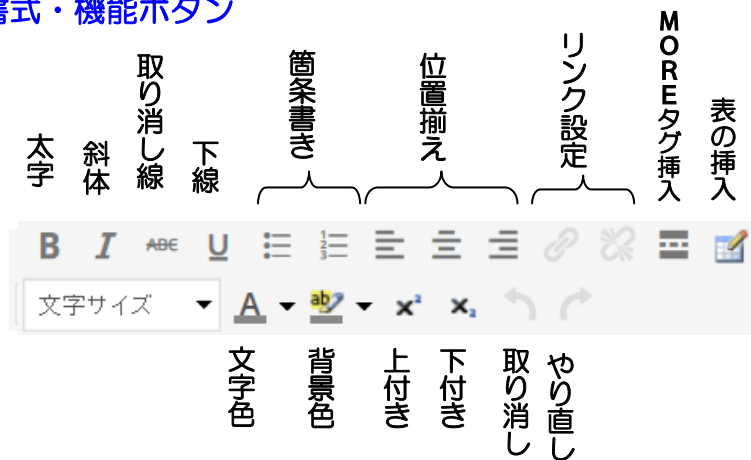 書式・機能ボタン
太字
斜体
取り消し線
下線
箇条書き
位置揃え
リンク設定
MOREタグ挿入
表の挿入
B I ABC U
1
2
3
文字サイズ A ab x² x₂
文字色
背景色
上付き
下付き
取り消し
やり直し